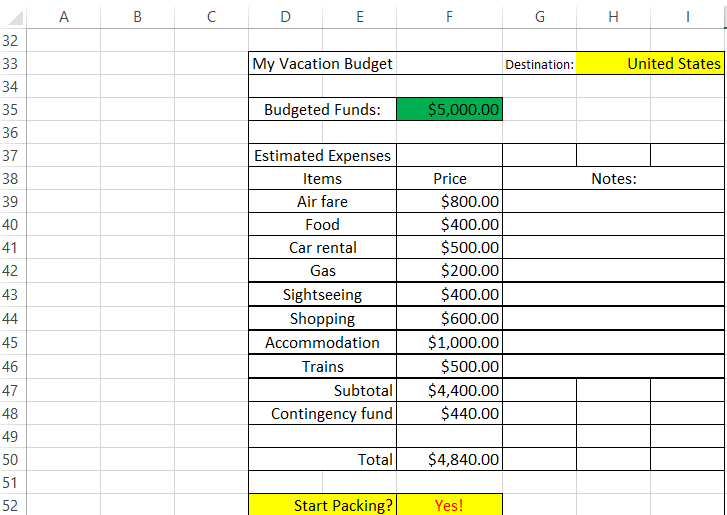 A B C D E F G H I
32
33 My Vacation Budget Destination: United States
34
35 Budgeted Funds: $5,000.00
36
37 Estimated Expenses
38 Items Price Notes:
39 Air fare $800.00
40 Food $400.00
41 Car rental $500.00
42 Gas $200.00
43 Sightseeing $400.00
44 Shopping $600.00
45 Accommodation $1,000.00
46 Trains $500.00
47 Subtotal $4,400.00
48 Contingency fund $440.00
49
50 Total $4,840.00
51
52 Start Packing? Yes!